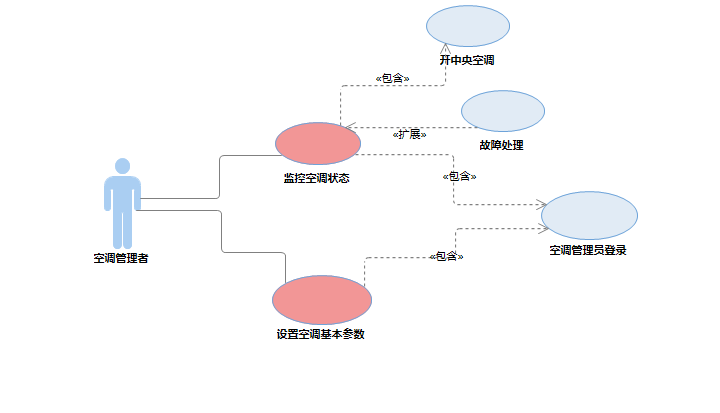 开中央空调
«包含»
«扩展»
故障处理
监控空调状态
«包含»
空调管理员登录
«包含»
空调管理者
设置空调基本参数